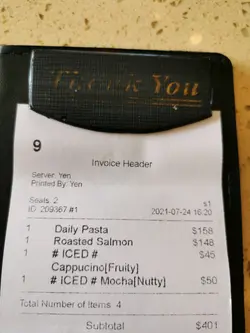 Thank You
9
Invoice Header
Server: Yen
Printed By: Yen
Seats: 2 $1
ID: 209367 #1 2021-07-24 16:20
1 Daily Pasta $158
1 Roasted Salmon $148
1 # ICED # $45
Cappucino[Fruity]
1 # ICED # Mocha[Nutty] $50
Total Number of Items 4
Subtotal $401